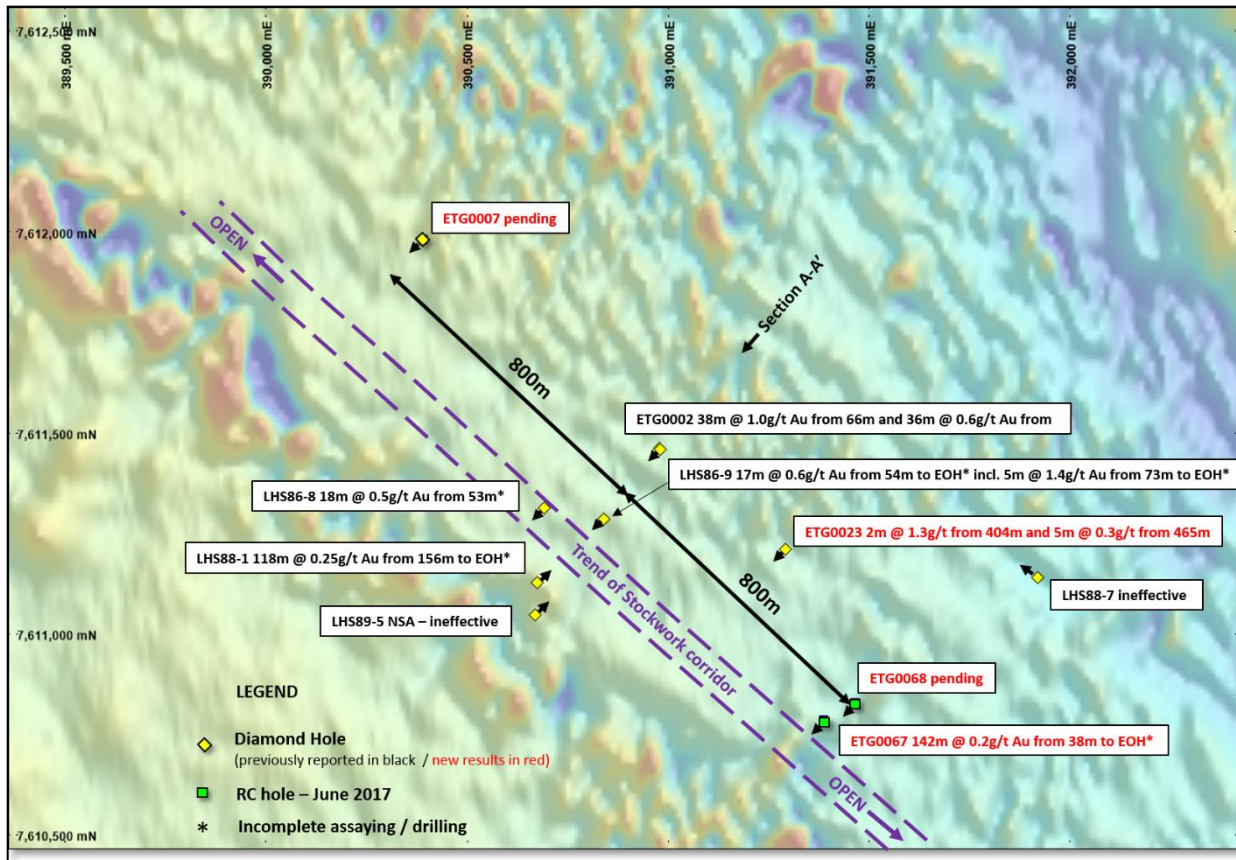 389,500 mE
390,000 mE
390,500 mE
391,000 mE
391,500 mE
392,000 mE
7,612,500 mN
7,612,000 mN
7,611,500 mN
7,611,000 mN
7,610,500 mN
OPEN
ETG0007 pending
Section A-A'
800m
ETG0002 38m @ 1.0g/t Au from 66m and 36m @ 0.6g/t Au from
LHS86-9 17m @ 0.6g/t Au from 54m to EOH* incl. 5m @ 1.4g/t Au from 73m to EOH*
LHS86-8 18m @ 0.5g/t Au from 53m*
ETG0023 2m @ 1.3g/t from 404m and 5m @ 0.3g/t from 465m
LHS88-1 118m @ 0.25g/t Au from 156m to EOH*
Trend of Stockwork corridor
800m
LHS88-7 ineffective
LHS89-5 NSA – ineffective
ETG0068 pending
ETG0067 142m @ 0.2g/t Au from 38m to EOH*
OPEN
LEGEND
Diamond Hole
(previously reported in black / new results in red)
RC hole – June 2017
* Incomplete assaying / drilling